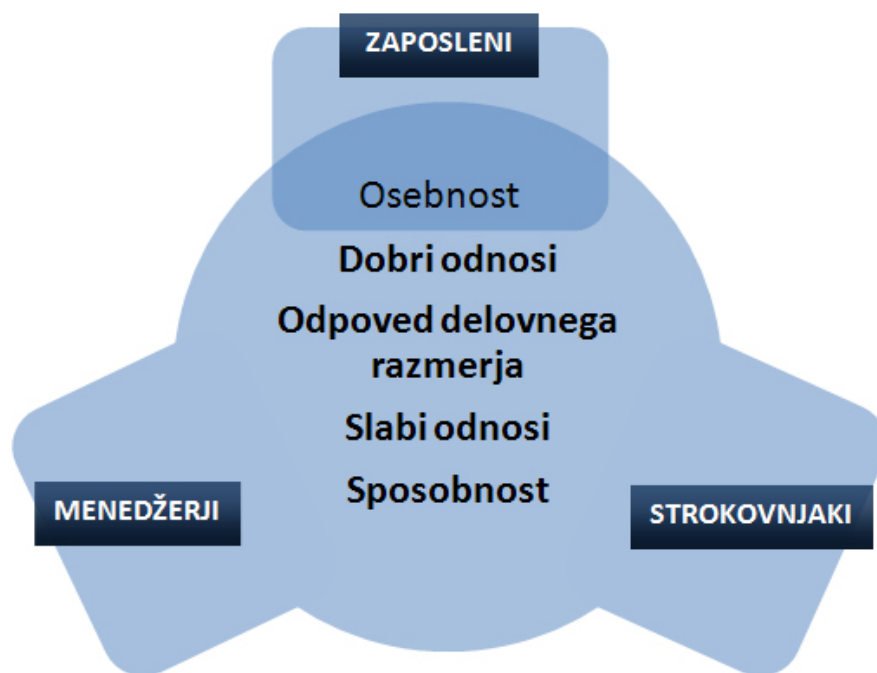 ZAPOSLENI
Osebnost
Dobri odnosi
Odpoved delovnega
razmerja
Slabi odnosi
Sposobnost
MENEDŽERJI
STROKOVNJAKI